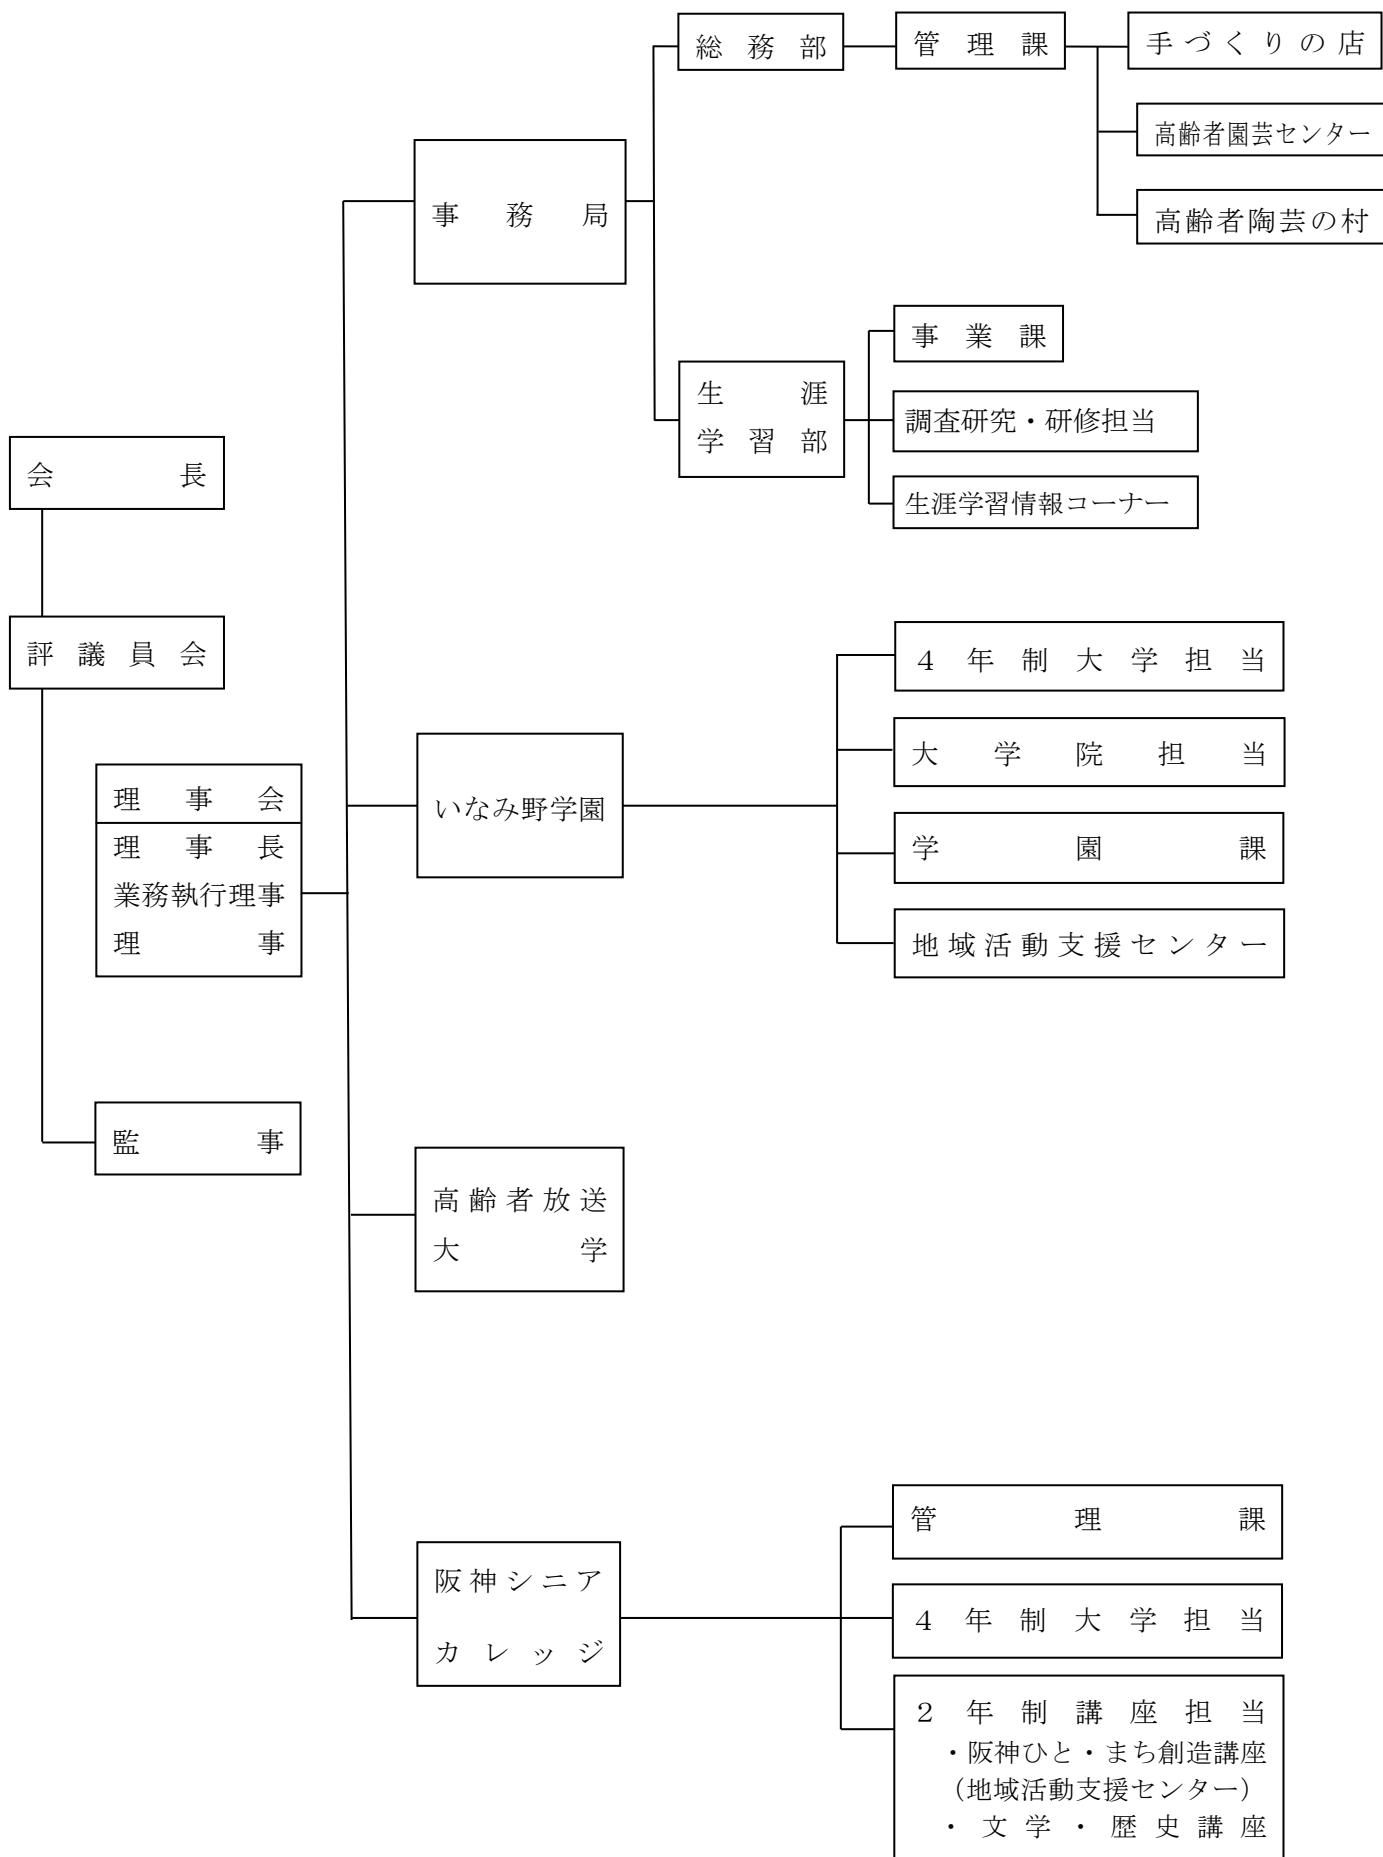 総務部
管理課
手づくりの店
高齢者園芸センター
高齢者陶芸の村
事務局
生涯
学習部
事業課
調査研究・研修担当
生涯学習情報コーナー
会長
評議員会
理事会
理事長
業務執行理事
理事
監事
いなみ野学園
4年制大学担当
大学院担当
学園課
地域活動支援センター
高齢者放送
大学
阪神シニア
カレッジ
管理課
4年制大学担当
2年制講座担当
・阪神ひと・まち創造講座
(地域活動支援センター)
・文学・歴史講座